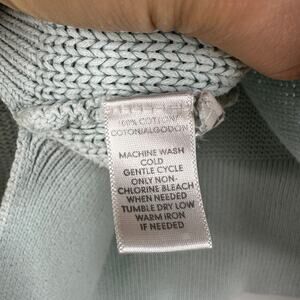 100% COTTON/
COTON/ALGODON
MACHINE WASH
COLD
GENTLE CYCLE
ONLY NON-
CHLORINE BLEACH
WHEN NEEDED
TUMBLE DRY LOW
WARM IRON
IF NEEDED